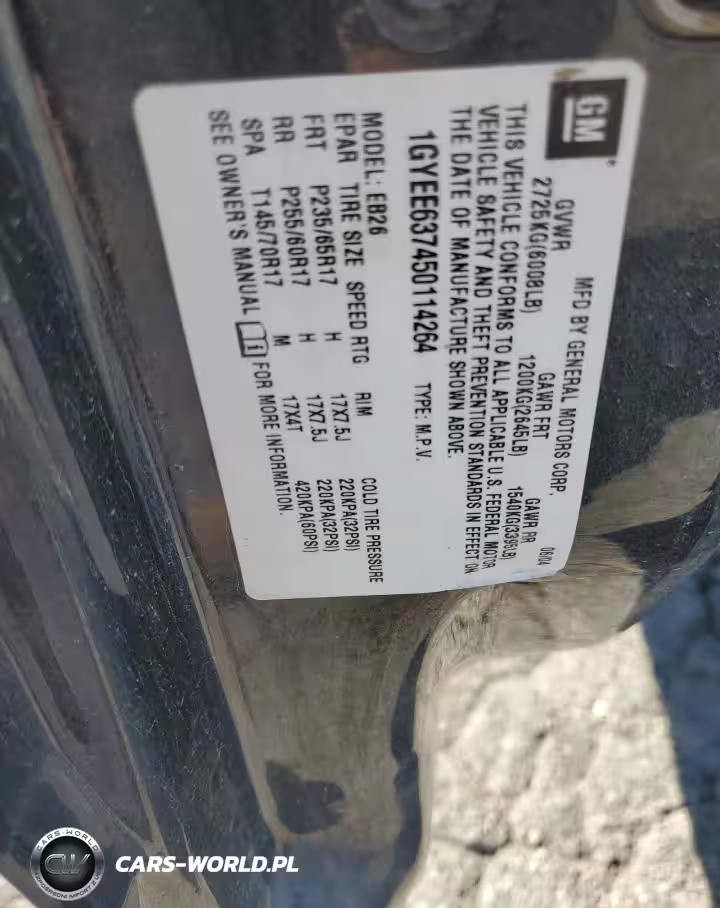 GM
MFD BY GENERAL MOTORS CORP. 06/04
GVWR GAWR FRT GAWR RR
2725KG(6008LB) 1200KG(2645LB) 1540KG(3395LB)
THIS VEHICLE CONFORMS TO ALL APPLICABLE U.S. FEDERAL MOTOR
VEHICLE SAFETY AND THEFT PREVENTION STANDARDS IN EFFECT ON
THE DATE OF MANUFACTURE SHOWN ABOVE.
1GYEE637450114264 TYPE: M.P.V.
MODEL: EB26
EPAR TIRE SIZE SPEED RTG RIM COLD TIRE PRESSURE
FRT P235/65R17 H 17X7.5J 220KPA(32PSI)
RR P255/60R17 H 17X7.5J 220KPA(32PSI)
SPA T145/70R17 M 17X4T 420KPA(60PSI)
SEE OWNER'S MANUAL i FOR MORE INFORMATION.
CARS-WORLD
CW
CARS-WORLD.PL